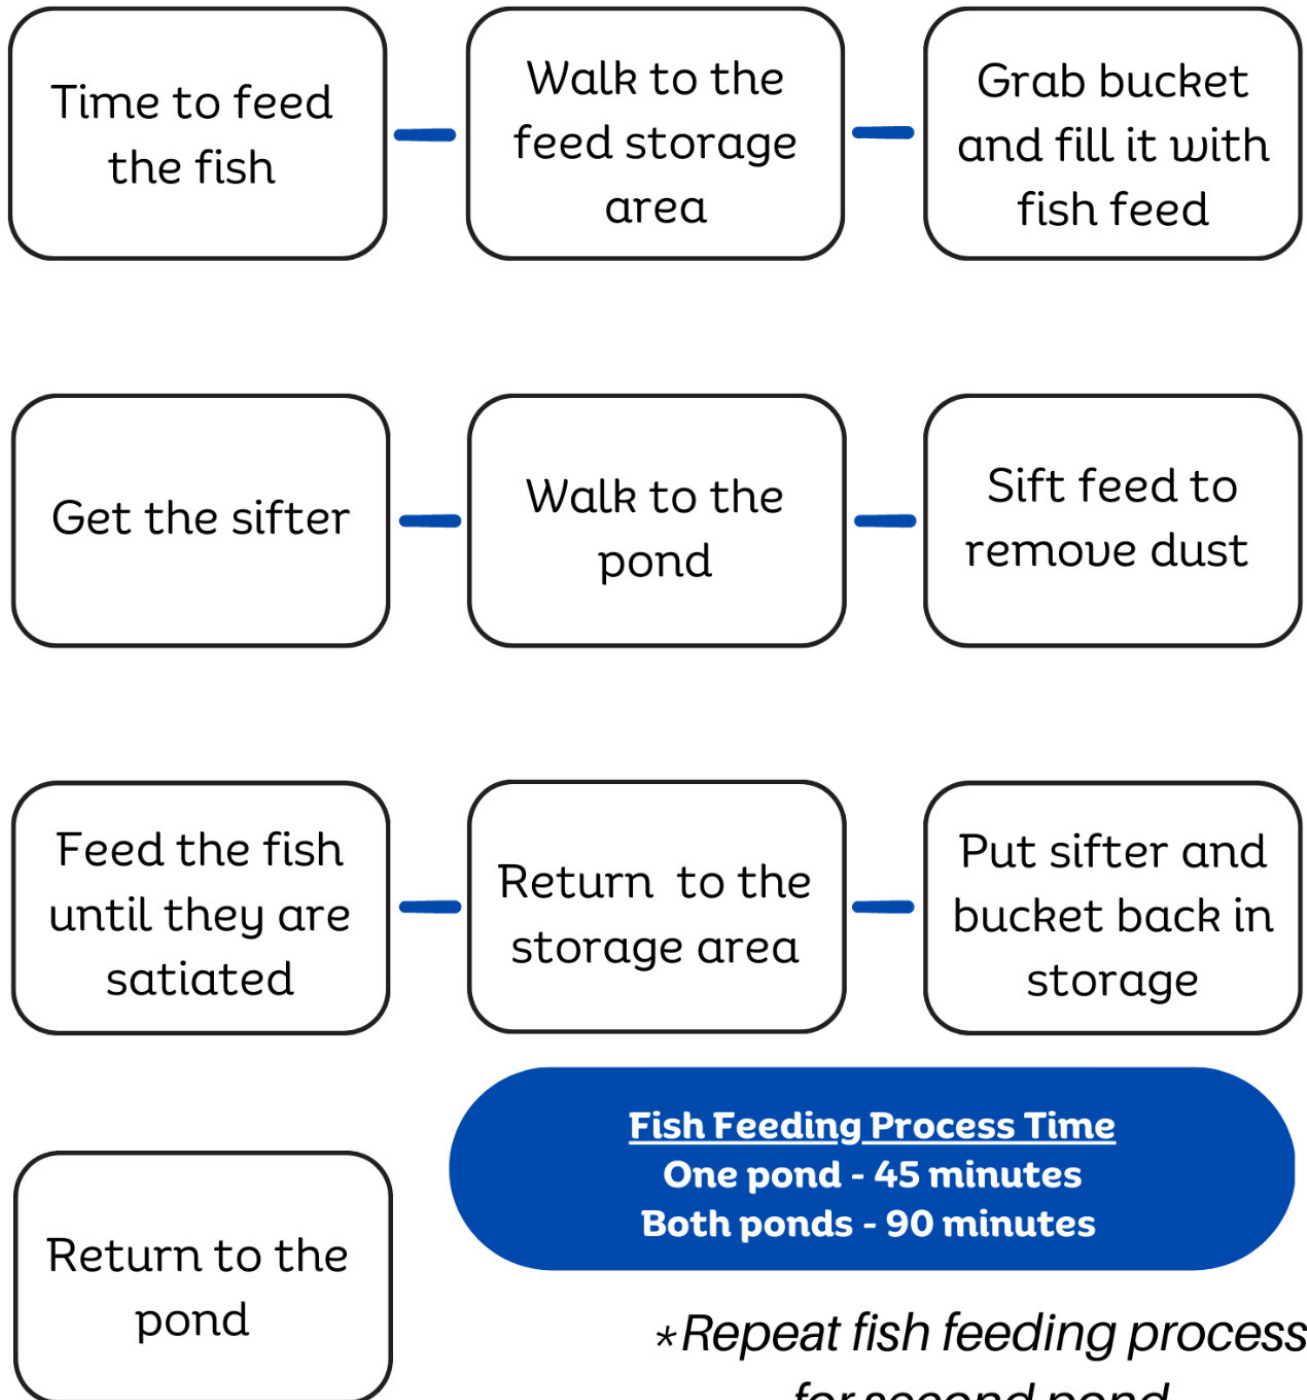 Time to feed
the fish
Walk to the
feed storage
area
Grab bucket
and fill it with
fish feed
Get the sifter
Walk to the
pond
Sift feed to
remove dust
Feed the fish
until they are
satiated
Return to the
storage area
Put sifter and
bucket back in
storage
Return to the
pond
Fish Feeding Process Time
One pond - 45 minutes
Both ponds - 90 minutes
*Repeat fish feeding process
for second pond